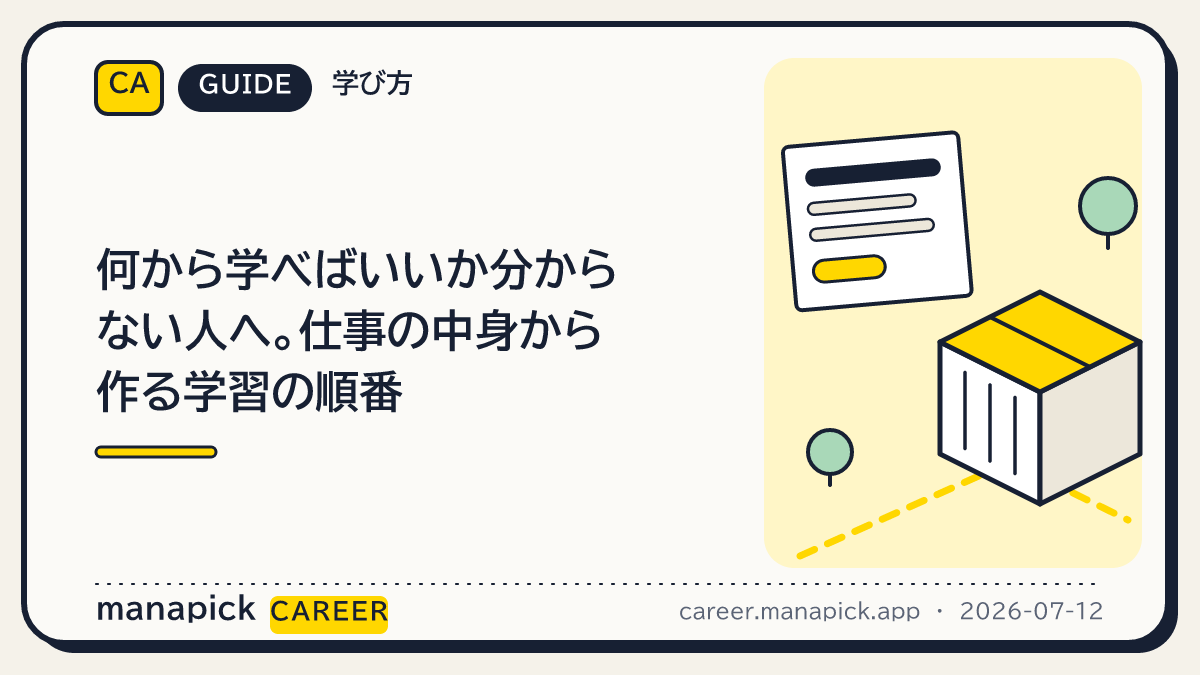 CA GUIDE 学び方
何から学べばいいか分から
ない人へ。仕事の中身から
作る学習の順番
manapick CAREER
career.manapick.app ・ 2026-07-12